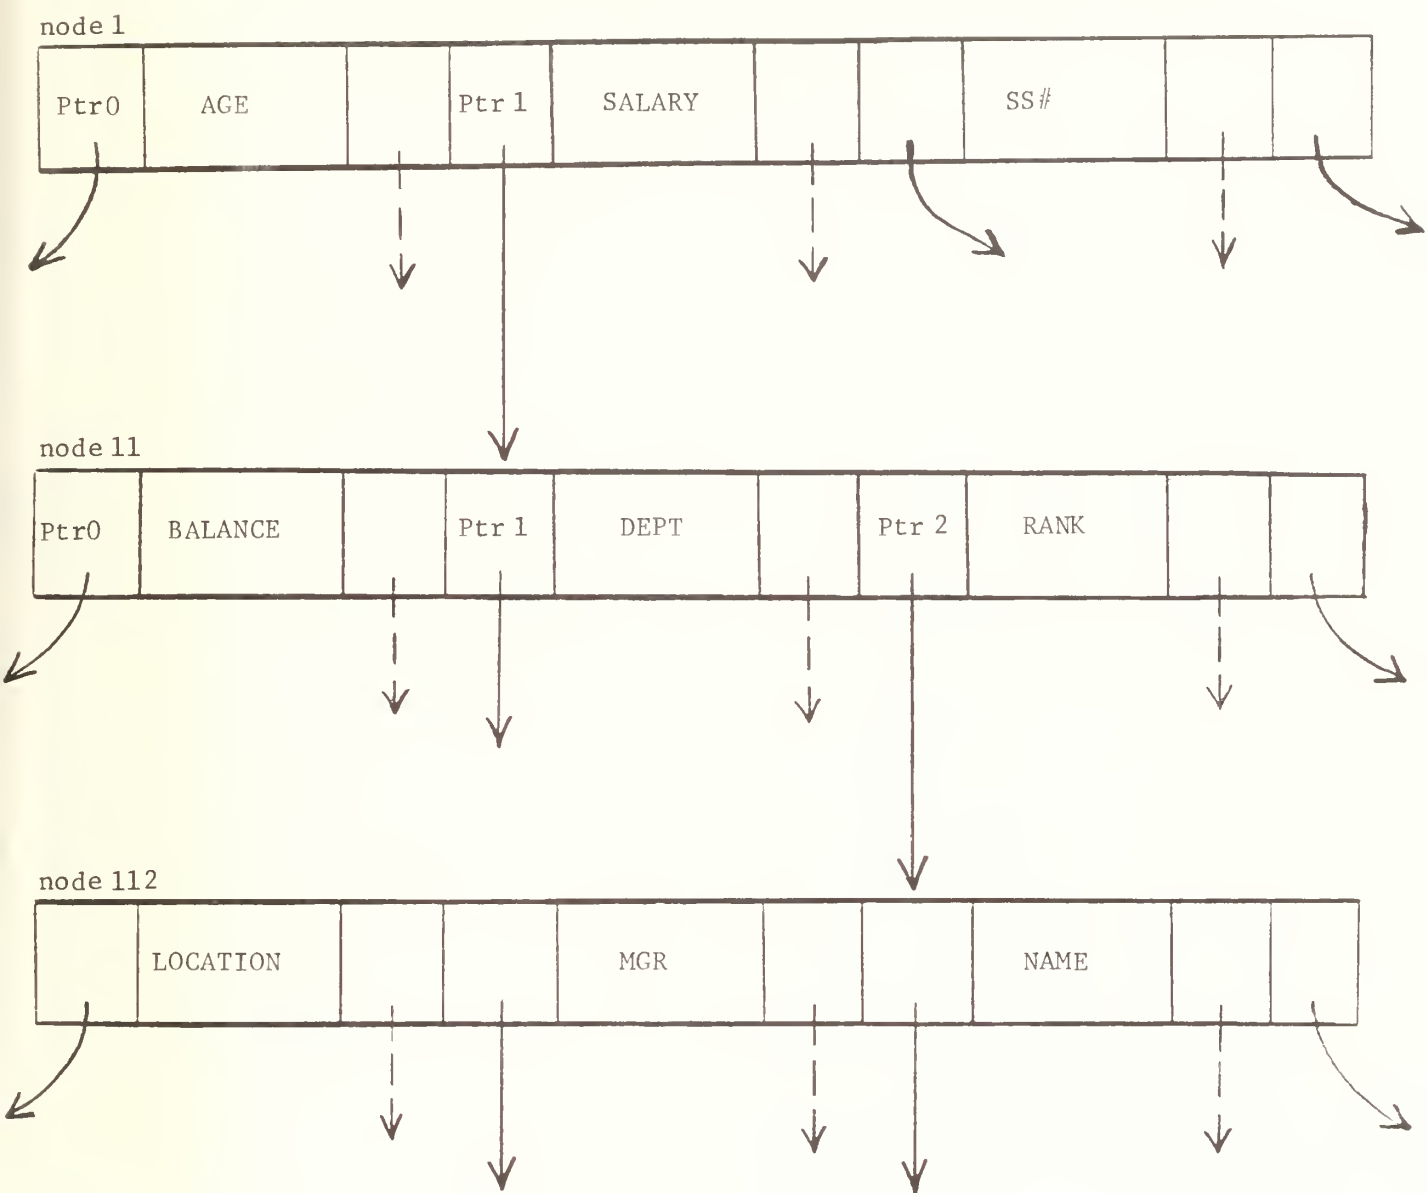 node 1
Ptr0 AGE Ptr 1 SALARY SS#
node 11
Ptr0 BALANCE Ptr 1 DEPT Ptr 2 RANK
node 112
LOCATION MGR NAME